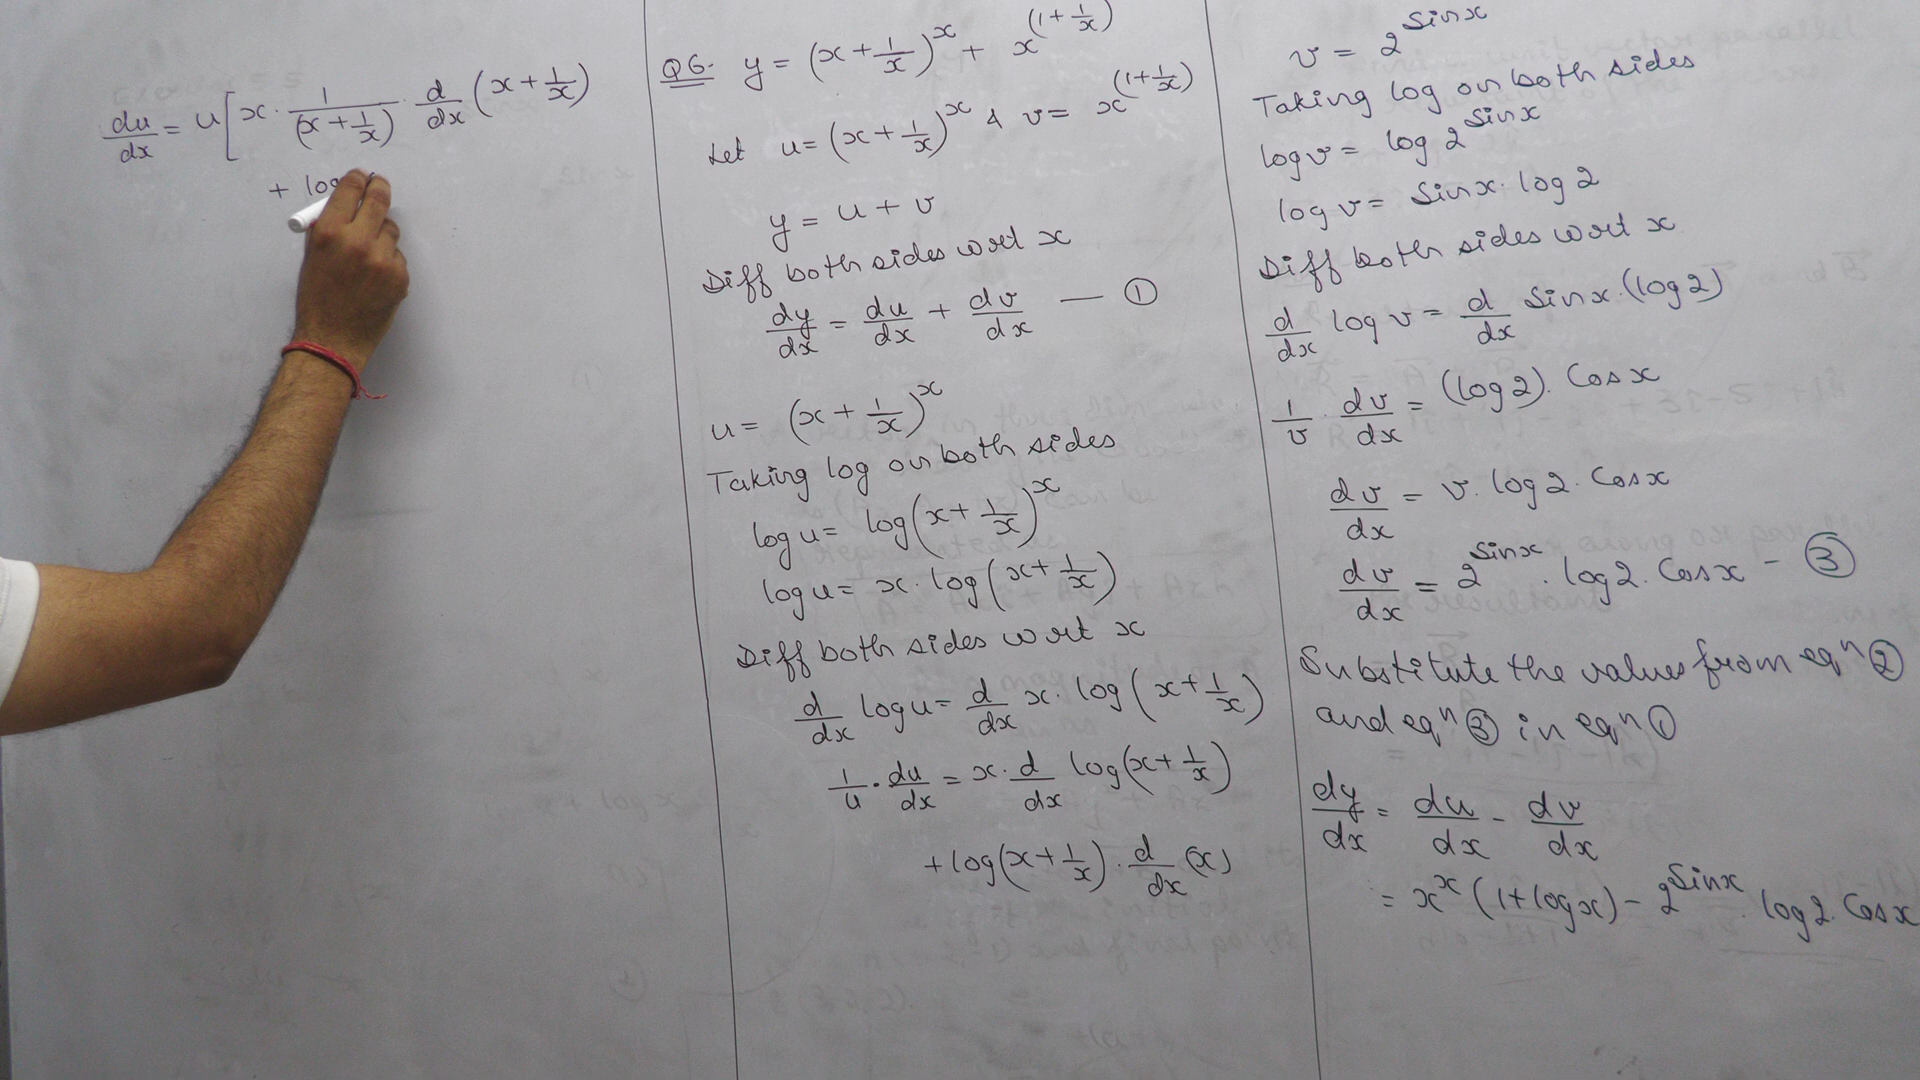 du/dx = u[x · 1/(x + 1/x) · d/dx (x + 1/x)
+ log
Q6. y = (x + 1/x)^x + x^(1 + 1/x)
Let u = (x + 1/x)^x & v = x^(1 + 1/x)
y = u + v
Diff both sides wrt x
dy/dx = du/dx + dv/dx — ①
u = (x + 1/x)^x
Taking log on both sides
log u = log(x + 1/x)^x
log u = x · log(x + 1/x)
Diff both sides wrt x
d/dx log u = d/dx x · log(x + 1/x)
1/u · du/dx = x · d/dx log(x + 1/x)
+ log(x + 1/x) · d/dx (x)
v = 2^Sinx
Taking log on both sides
log v = log 2^Sinx
log v = Sinx · log 2
Diff both sides wrt x
d/dx log v = d/dx Sinx · (log 2)
1/v · dv/dx = (log 2) · Cosx
dv/dx = v · log 2 · Cosx
dv/dx = 2^Sinx · log 2 · Cosx – ③
Substitute the values from eqⁿ ②
and eqⁿ ③ in eqⁿ ①
dy/dx = du/dx - dv/dx
= x^x (1 + log x) – 2^Sinx · log 2 · Cosx